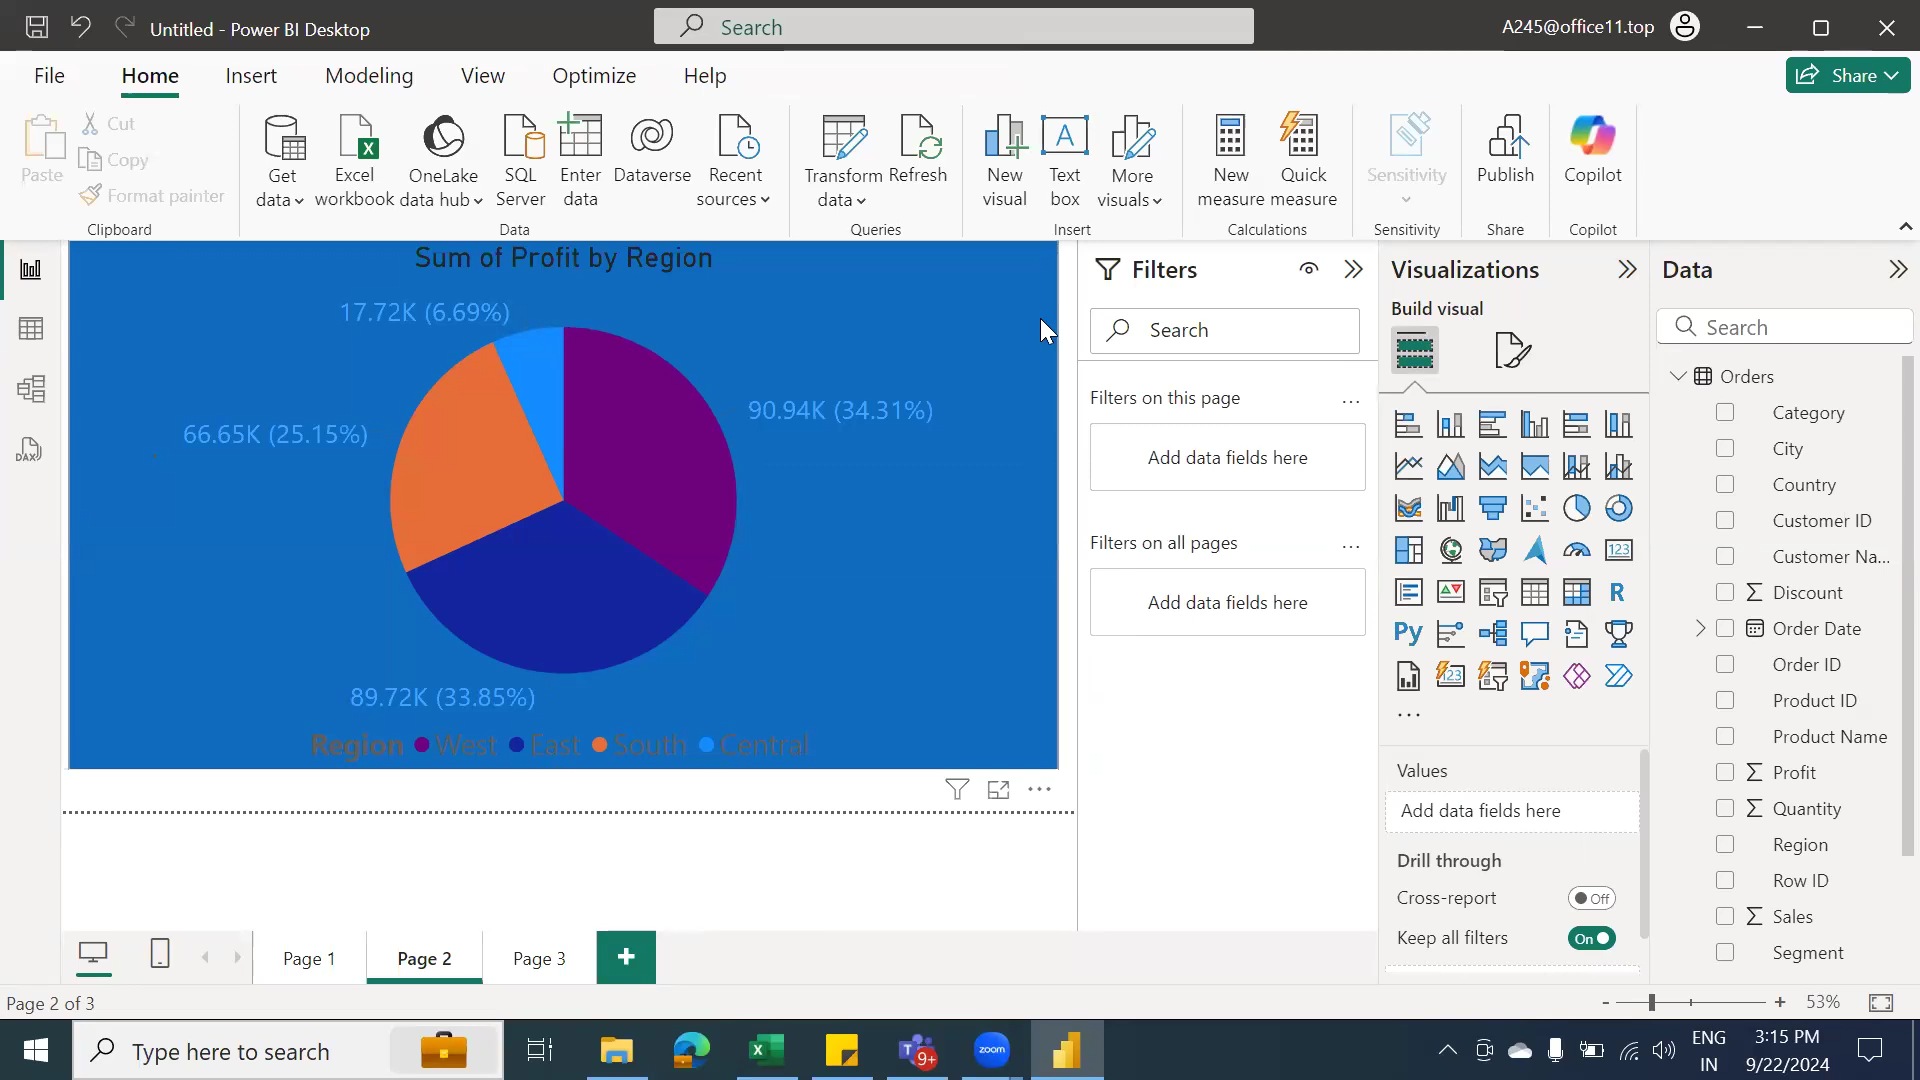 Untitled - Power BI Desktop
Search
A245@office11.top
File
Home
Insert
Modeling
View
Optimize
Help
Share
Paste
Cut
Copy
Format painter
Clipboard
Get data
Excel workbook
OneLake data hub
SQL Server
Enter data
Dataverse
Recent sources
Data
Transform data
Refresh
Queries
New visual
Text box
More visuals
Insert
New measure
Quick measure
Calculations
Sensitivity
Sensitivity
Publish
Share
Copilot
Copilot
DAX
Sum of Profit by Region
17.72K (6.69%)
90.94K (34.31%)
66.65K (25.15%)
89.72K (33.85%)
Region West East South Central
Filters
Search
Filters on this page
...
Add data fields here
Filters on all pages
...
Add data fields here
Visualizations
Build visual
123
R
Py
123
...
Values
Add data fields here
Drill through
Cross-report
Off
Keep all filters
On
Data
Search
Orders
Category
City
Country
Customer ID
Customer Na...
Discount
Order Date
Order ID
Product ID
Product Name
Profit
Quantity
Region
Row ID
Sales
Segment
Page 1
Page 2
Page 3
+
Page 2 of 3
- + 53%
Type here to search
9+
zoom
ENG
IN
3:15 PM
9/22/2024